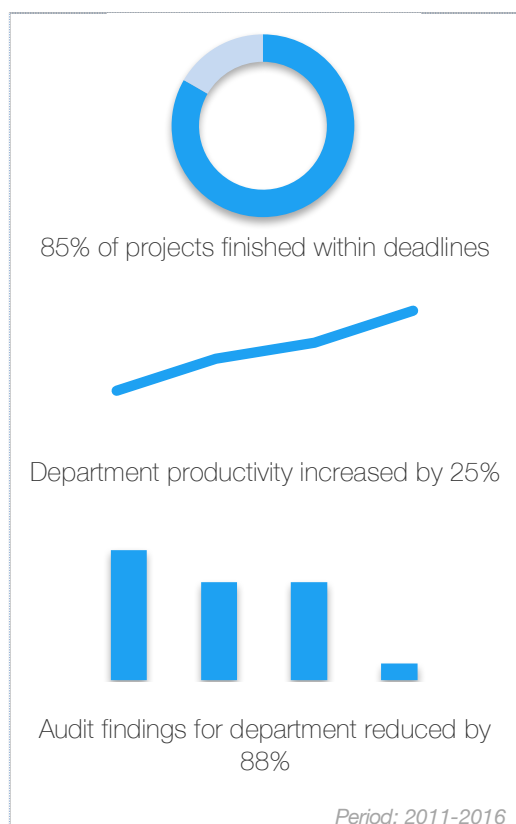 85% of projects finished within deadlines
Department productivity increased by 25%
Audit findings for department reduced by
88%
Period: 2011-2016